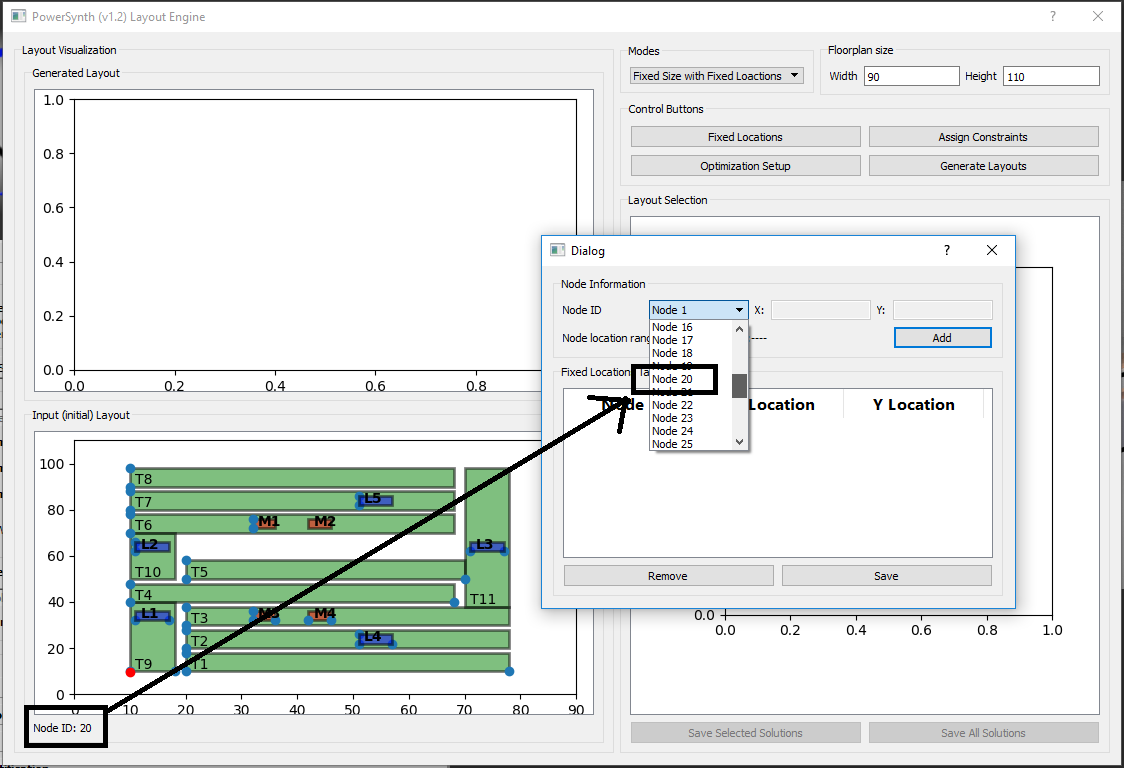 PowerSynth (v1.2) Layout Engine
?
Layout Visualization
Generated Layout
1.0
0.8
0.6
0.4
0.2
0.0
0.0 0.2 0.4 0.6 0.8
Input (initial) Layout
100
80
60
40
20
0
T8
T7
L5
T6
M1
M2
L2
L3
T10
T5
T4
T11
L1
T3
M3
M4
T2
L4
T9
T1
0 10 20 30 40 50 60 70 80 90
Node ID: 20
Modes
Fixed Size with Fixed Loactions
Floorplan size
Width 90 Height 110
Control Buttons
Fixed Locations Assign Constraints
Optimization Setup Generate Layouts
Layout Selection
Dialog
?
Node Information
Node ID Node 1 X: Y:
Node location rang ----
Add
Node 16
Node 17
Node 18
Node 19
Node 20
Node 21
Node 22
Node 23
Node 24
Node 25
Fixed Location Ta
Node Location Y Location
Remove Save
0.0
0.0 0.2 0.4 0.6 0.8 1.0
Save Selected Solutions Save All Solutions